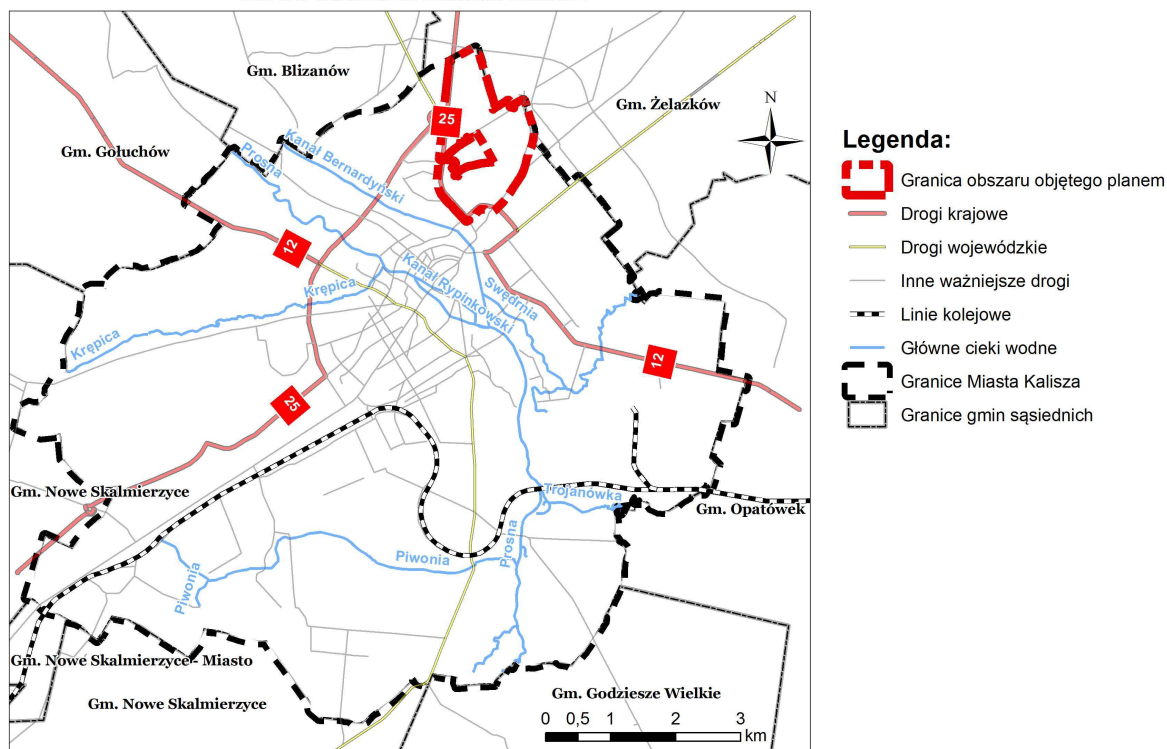 Gm. Blizanów
Gm. Żelazków
Gm. Gołuchów
25
N
Kanał Bernardyński
Prosna
12
Krępica
Kanał Rypinkowski
Swędrnia
Krępica
12
25
Gm. Nowe Skalmierzyce
Trojanówka
Gm. Opatówek
Piwonia
Piwonia
Prosna
Gm. Nowe Skalmierzyce - Miasto
Gm. Nowe Skalmierzyce
Gm. Godziesze Wielkie
0 0,5 1 2 3
km
Legenda:
Granica obszaru objętego planem
Drogi krajowe
Drogi wojewódzkie
Inne ważniejsze drogi
Linie kolejowe
Główne cieki wodne
Granice Miasta Kalisza
Granice gmin sąsiednich